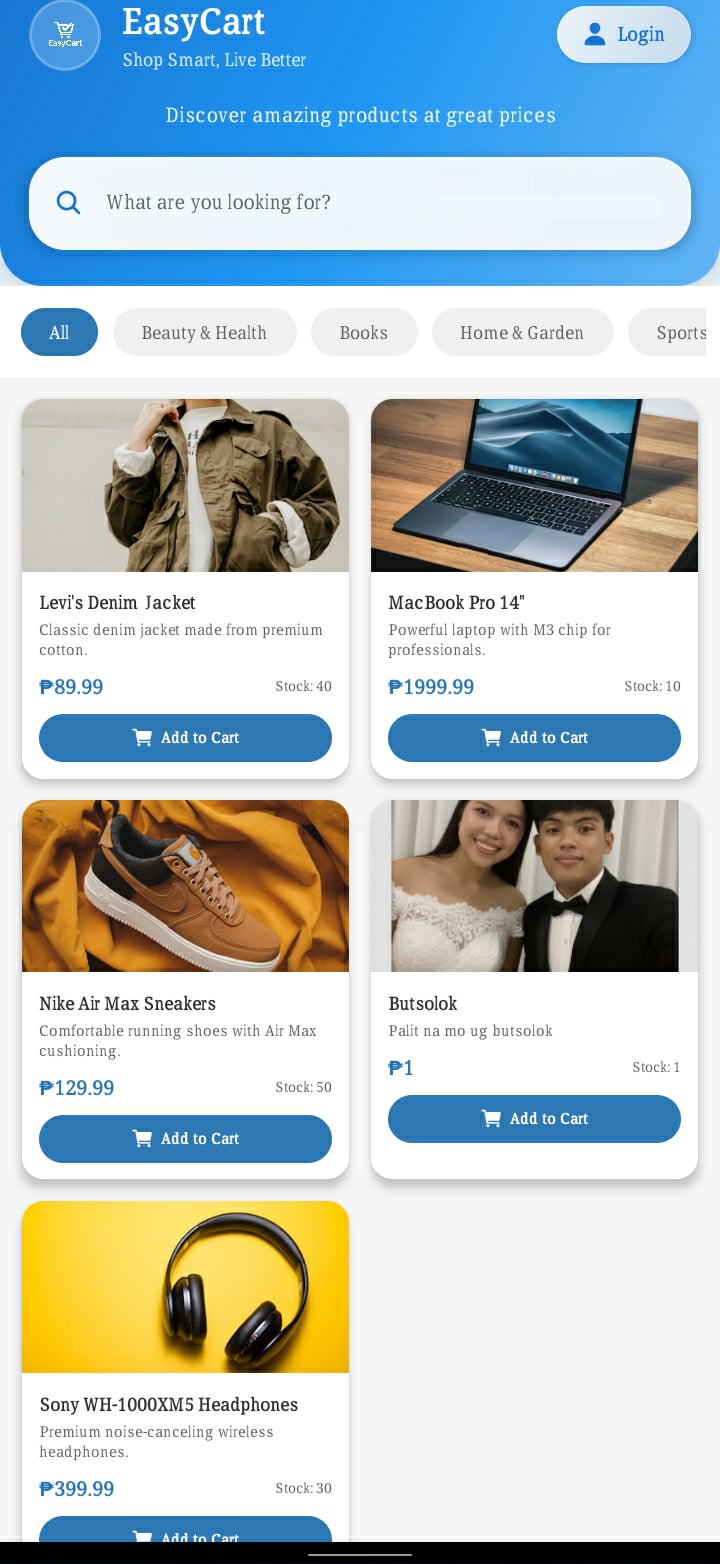 EasyCart
EasyCart
Shop Smart, Live Better
Login
Discover amazing products at great prices
What are you looking for?
All
Beauty & Health
Books
Home & Garden
Sports
Levi's Denim Jacket
Classic denim jacket made from premium
cotton.
₱89.99
Stock: 40
Add to Cart
MacBook Pro 14"
Powerful laptop with M3 chip for
professionals.
₱1999.99
Stock: 10
Add to Cart
Nike Air Max Sneakers
Comfortable running shoes with Air Max
cushioning.
₱129.99
Stock: 50
Add to Cart
Butsolok
Palit na mo ug butsolok
₱1
Stock: 1
Add to Cart
Sony WH-1000XM5 Headphones
Premium noise-canceling wireless
headphones.
₱399.99
Stock: 30
Add to Cart